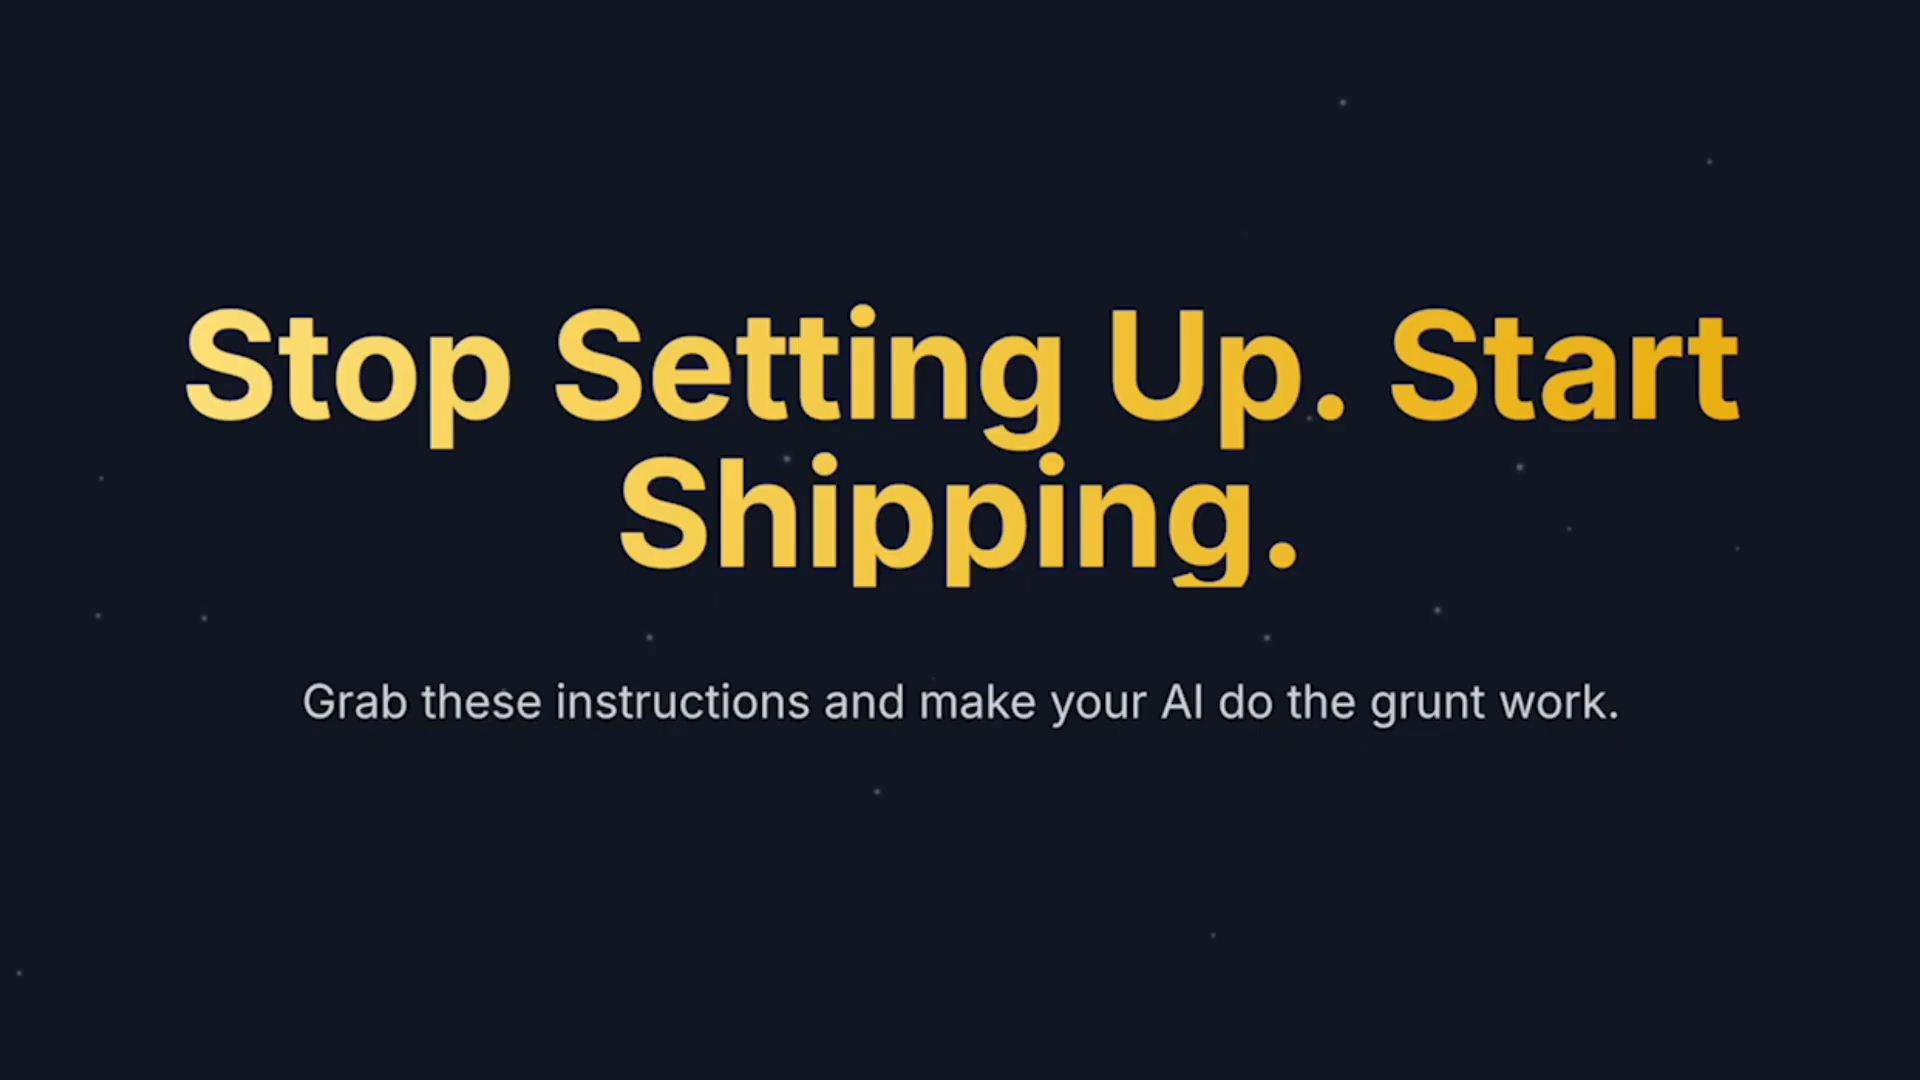 Stop Setting Up. Start
Shipping.
Grab these instructions and make your AI do the grunt work.